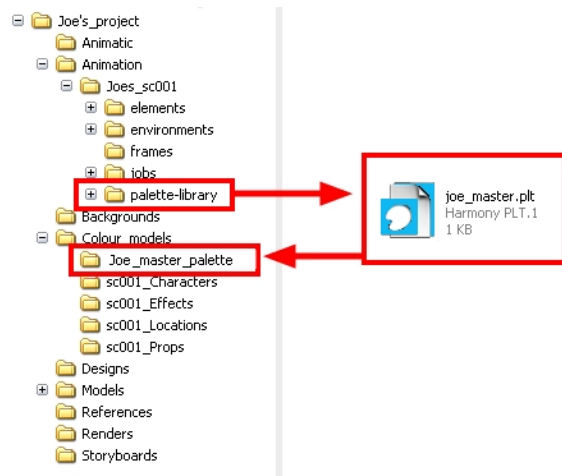 Joe's_project
Animatic
Animation
Joes_sc001
elements
environments
frames
jobs
palette-library
Backgrounds
Colour_models
Joe_master_palette
sc001_Characters
sc001_Effects
sc001_Locations
sc001_Props
Designs
Models
References
Renders
Storyboards
joe_master.plt
Harmony PLT.1
1 KB